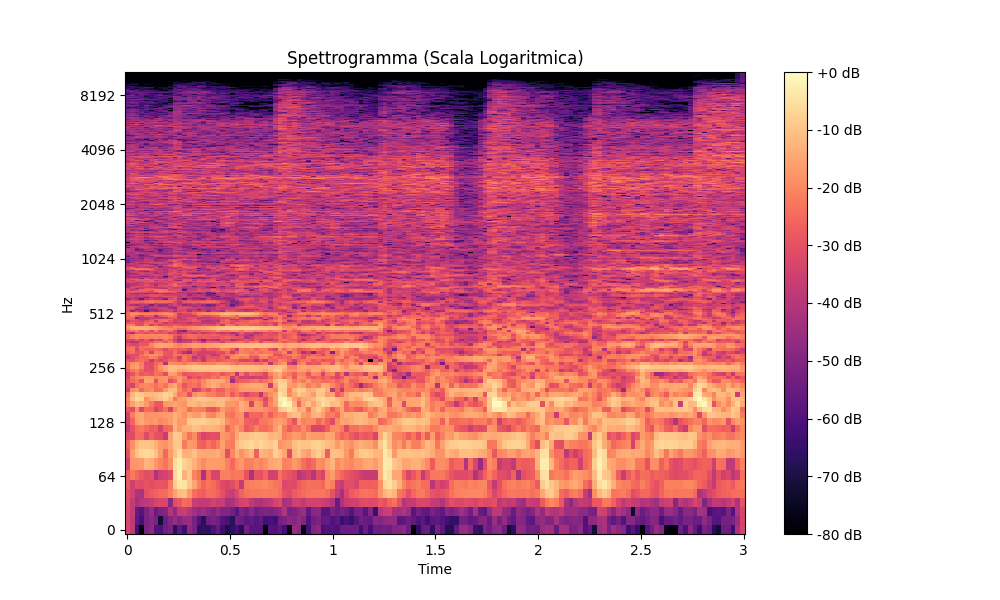 Spettrogramma (Scala Logaritmica)
Hz
8192
4096
2048
1024
512
256
128
64
0
0 0.5 1 1.5 2 2.5 3
Time
+0 dB
-10 dB
-20 dB
-30 dB
-40 dB
-50 dB
-60 dB
-70 dB
-80 dB